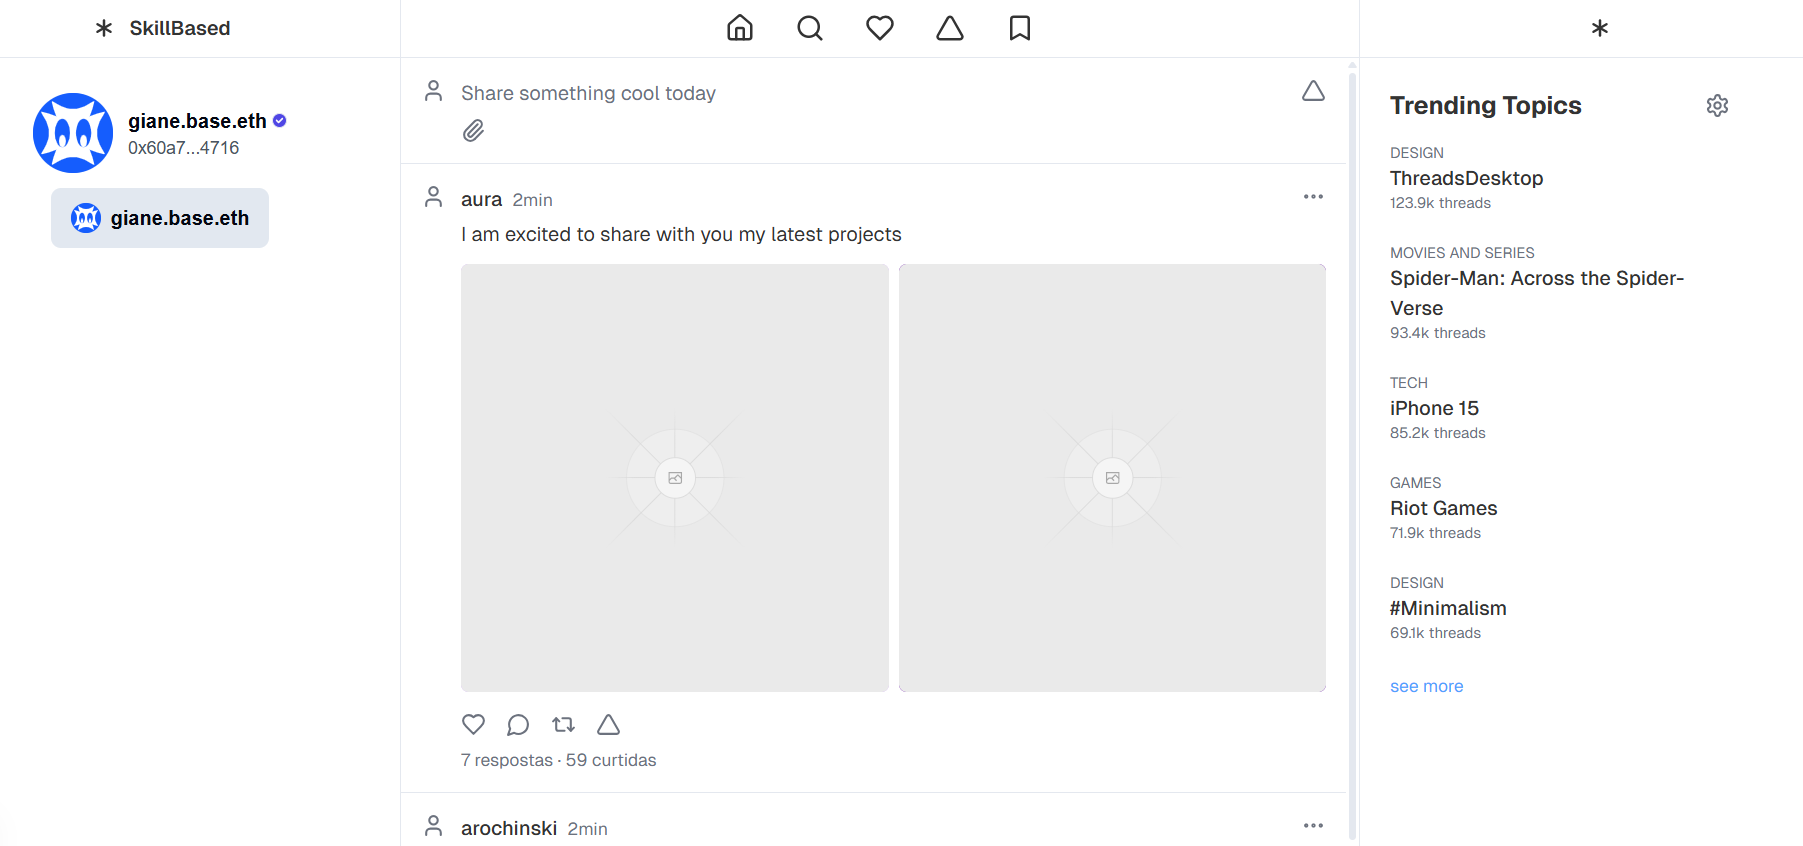 SkillBased
giane.base.eth
0x60a7...4716
giane.base.eth
Share something cool today
aura 2min
I am excited to share with you my latest projects
7 respostas · 59 curtidas
arochinski 2min
Trending Topics
DESIGN
ThreadsDesktop
123.9k threads
MOVIES AND SERIES
Spider-Man: Across the Spider-
Verse
93.4k threads
TECH
iPhone 15
85.2k threads
GAMES
Riot Games
71.9k threads
DESIGN
#Minimalism
69.1k threads
see more